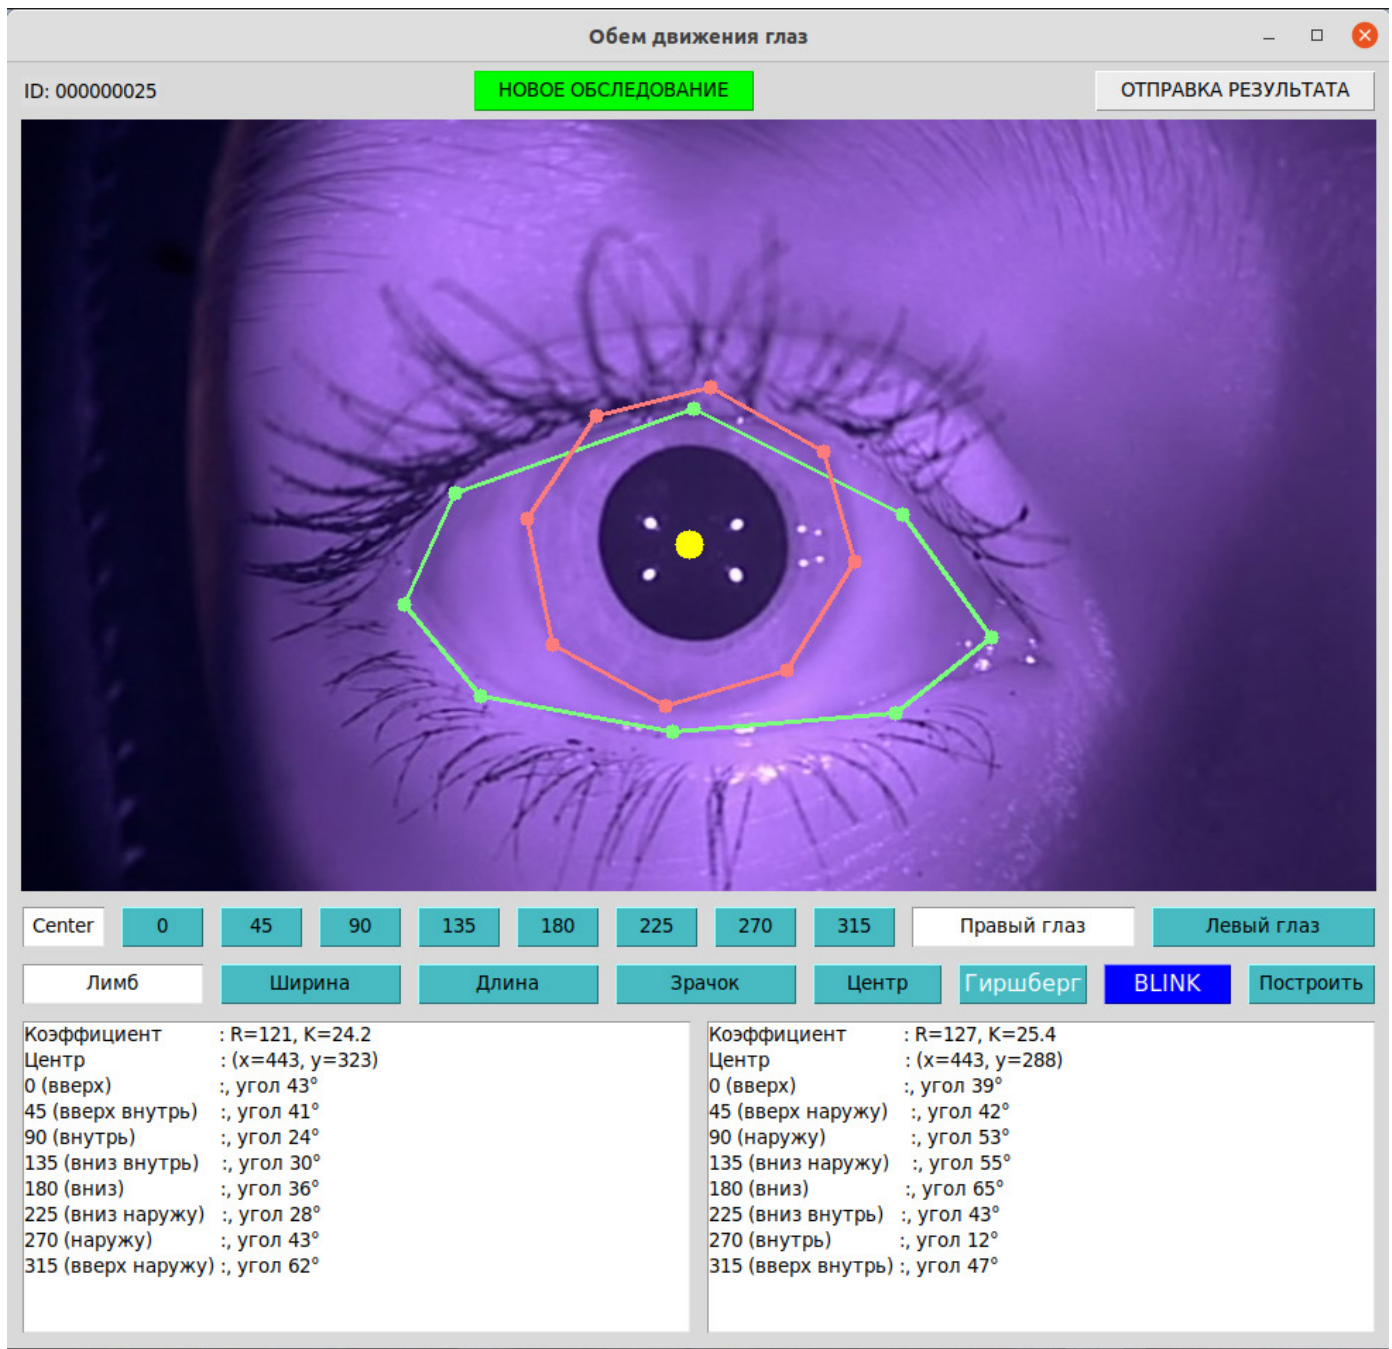 Обем движения глаз
ID: 000000025
НОВОЕ ОБСЛЕДОВАНИЕ
ОТПРАВКА РЕЗУЛЬТАТА
Center 0 45 90 135 180 225 270 315 Правый глаз Левый глаз
Лимб Ширина Длина Зрачок Центр Гиршберг BLINK Построить
Коэффициент : R=121, K=24.2
Центр : (x=443, y=323)
0 (вверх) :, угол 43°
45 (вверх внутрь) :, угол 41°
90 (внутрь) :, угол 24°
135 (вниз внутрь) :, угол 30°
180 (вниз) :, угол 36°
225 (вниз наружу) :, угол 28°
270 (наружу) :, угол 43°
315 (вверх наружу) :, угол 62°
Коэффициент : R=127, K=25.4
Центр : (x=443, y=288)
0 (вверх) :, угол 39°
45 (вверх наружу) :, угол 42°
90 (наружу) :, угол 53°
135 (вниз наружу) :, угол 55°
180 (вниз) :, угол 65°
225 (вниз внутрь) :, угол 43°
270 (внутрь) :, угол 12°
315 (вверх внутрь) :, угол 47°